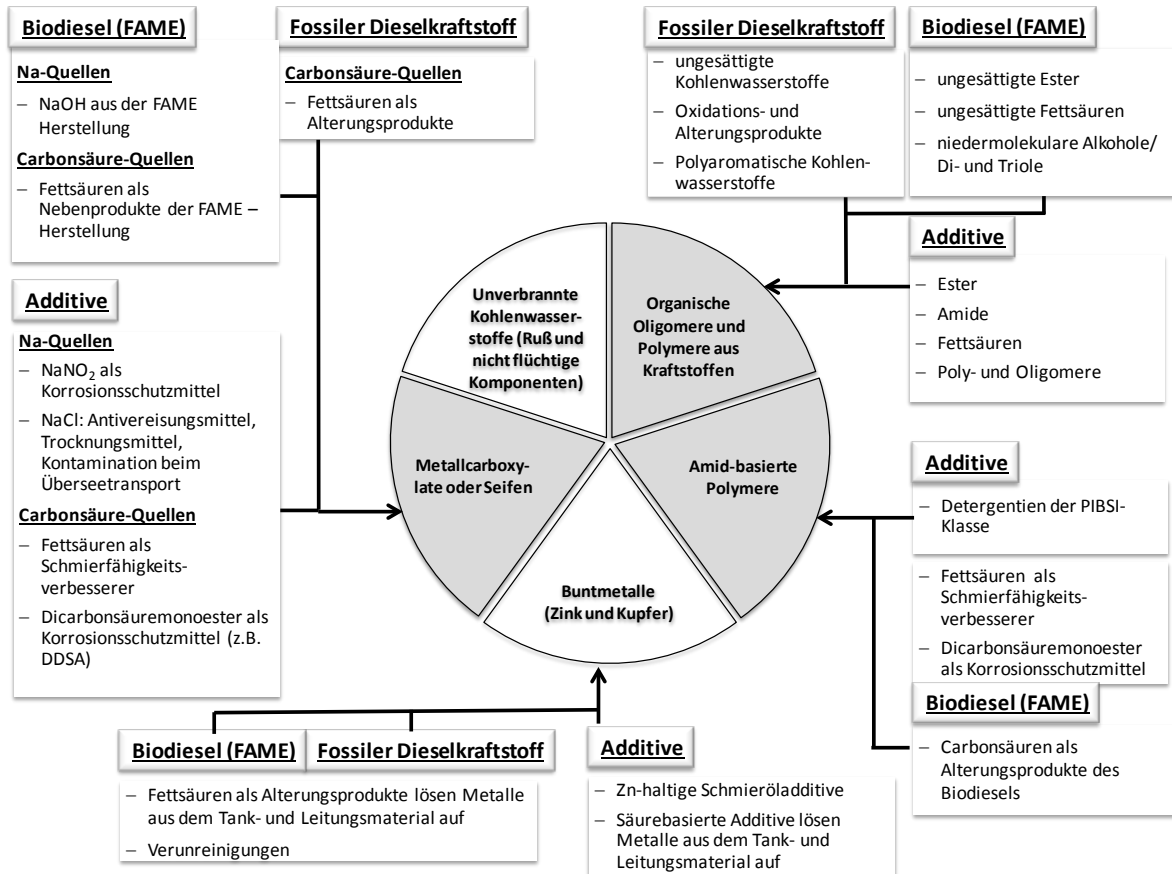 Biodiesel (FAME)
Na-Quellen
– NaOH aus der FAME
Herstellung
Carbonsäure-Quellen
– Fettsäuren als
Nebenprodukte der FAME –
Herstellung
Fossiler Dieselkraftstoff
Carbonsäure-Quellen
– Fettsäuren als
Alterungsprodukte
Fossiler Dieselkraftstoff
– ungesättigte
Kohlenwasserstoffe
– Oxidations- und
Alterungsprodukte
– Polyaromatische Kohlen-
wasserstoffe
Biodiesel (FAME)
– ungesättigte Ester
– ungesättigte Fettsäuren
– niedermolekulare Alkohole/
Di- und Triole
Additive
– Ester
– Amide
– Fettsäuren
– Poly- und Oligomere
Additive
Na-Quellen
– NaNO₂ als
Korrosionsschutzmittel
– NaCl: Antivereisungsmittel,
Trocknungsmittel,
Kontamination beim
Überseetransport
Carbonsäure-Quellen
– Fettsäuren als
Schmierfähigkeits-
verbesserer
– Dicarbonsäuremonoester als
Korrosionsschutzmittel (z.B.
DDSA)
Unverbrannte
Kohlenwasser-
stoffe (Ruß und
nicht flüchtige
Komponenten)
Organische
Oligomere und
Polymere aus
Kraftstoffen
Metallcarboxy-
late oder Seifen
Amid-basierte
Polymere
Buntmetalle
(Zink und Kupfer)
Additive
– Detergentien der PIBSI-
Klasse
– Fettsäuren als
Schmierfähigkeits-
verbesserer
– Dicarbonsäuremonoester
als Korrosionsschutzmittel
Biodiesel (FAME)
– Carbonsäuren als
Alterungsprodukte des
Biodiesels
Biodiesel (FAME)
Fossiler Dieselkraftstoff
– Fettsäuren als Alterungsprodukte lösen Metalle
aus dem Tank- und Leitungsmaterial auf
– Verunreinigungen
Additive
– Zn-haltige Schmieröladditive
– Säurebasierte Additive lösen
Metalle aus dem Tank- und
Leitungsmaterial auf